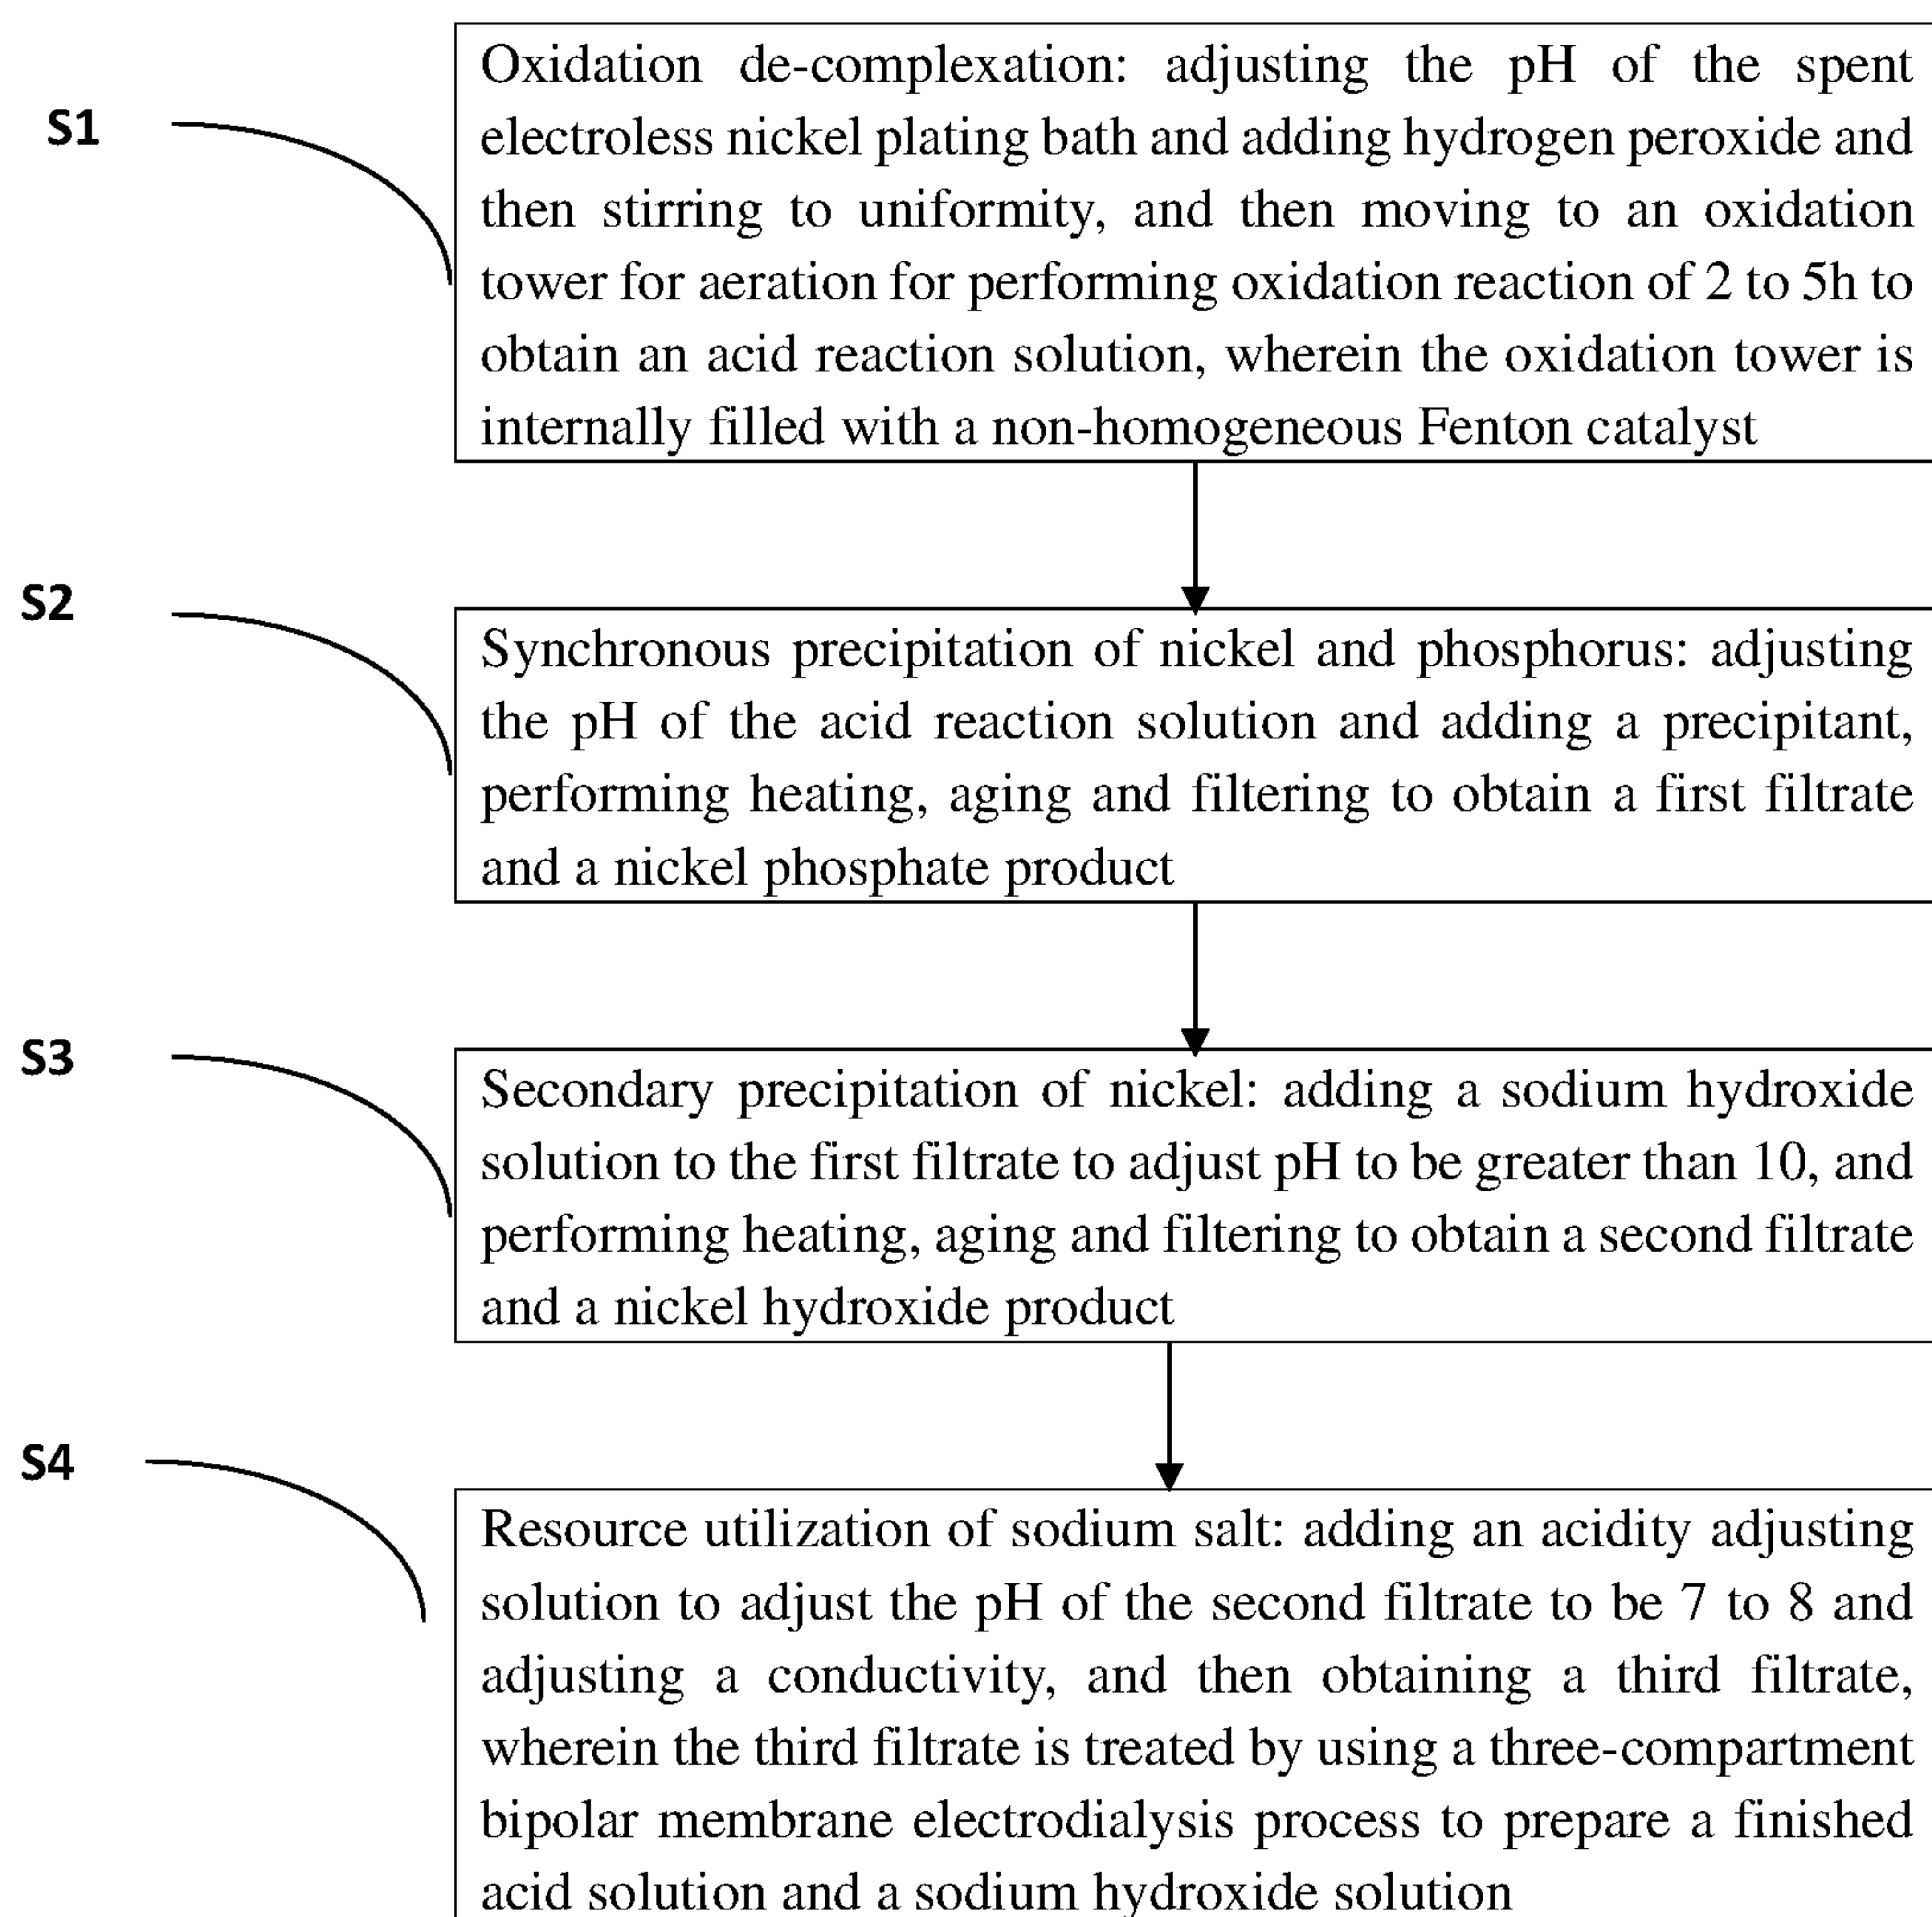 S1
Oxidation de-complexation: adjusting the pH of the spent
electroless nickel plating bath and adding hydrogen peroxide and
then stirring to uniformity, and then moving to an oxidation
tower for aeration for performing oxidation reaction of 2 to 5h to
obtain an acid reaction solution, wherein the oxidation tower is
internally filled with a non-homogeneous Fenton catalyst
S2
Synchronous precipitation of nickel and phosphorus: adjusting
the pH of the acid reaction solution and adding a precipitant,
performing heating, aging and filtering to obtain a first filtrate
and a nickel phosphate product
S3
Secondary precipitation of nickel: adding a sodium hydroxide
solution to the first filtrate to adjust pH to be greater than 10, and
performing heating, aging and filtering to obtain a second filtrate
and a nickel hydroxide product
S4
Resource utilization of sodium salt: adding an acidity adjusting
solution to adjust the pH of the second filtrate to be 7 to 8 and
adjusting a conductivity, and then obtaining a third filtrate,
wherein the third filtrate is treated by using a three-compartment
bipolar membrane electrodialysis process to prepare a finished
acid solution and a sodium hydroxide solution